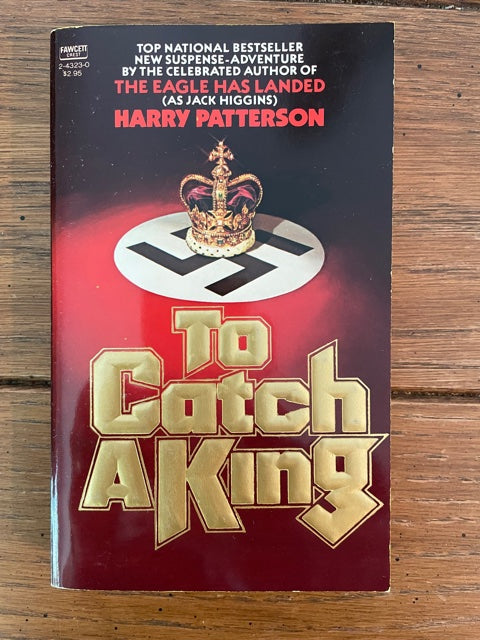 FAWCETT
CREST
2-4323-0
$2.95
TOP NATIONAL BESTSELLER
NEW SUSPENSE-ADVENTURE
BY THE CELEBRATED AUTHOR OF
THE EAGLE HAS LANDED
(AS JACK HIGGINS)
HARRY PATTERSON
To
Catch
A King